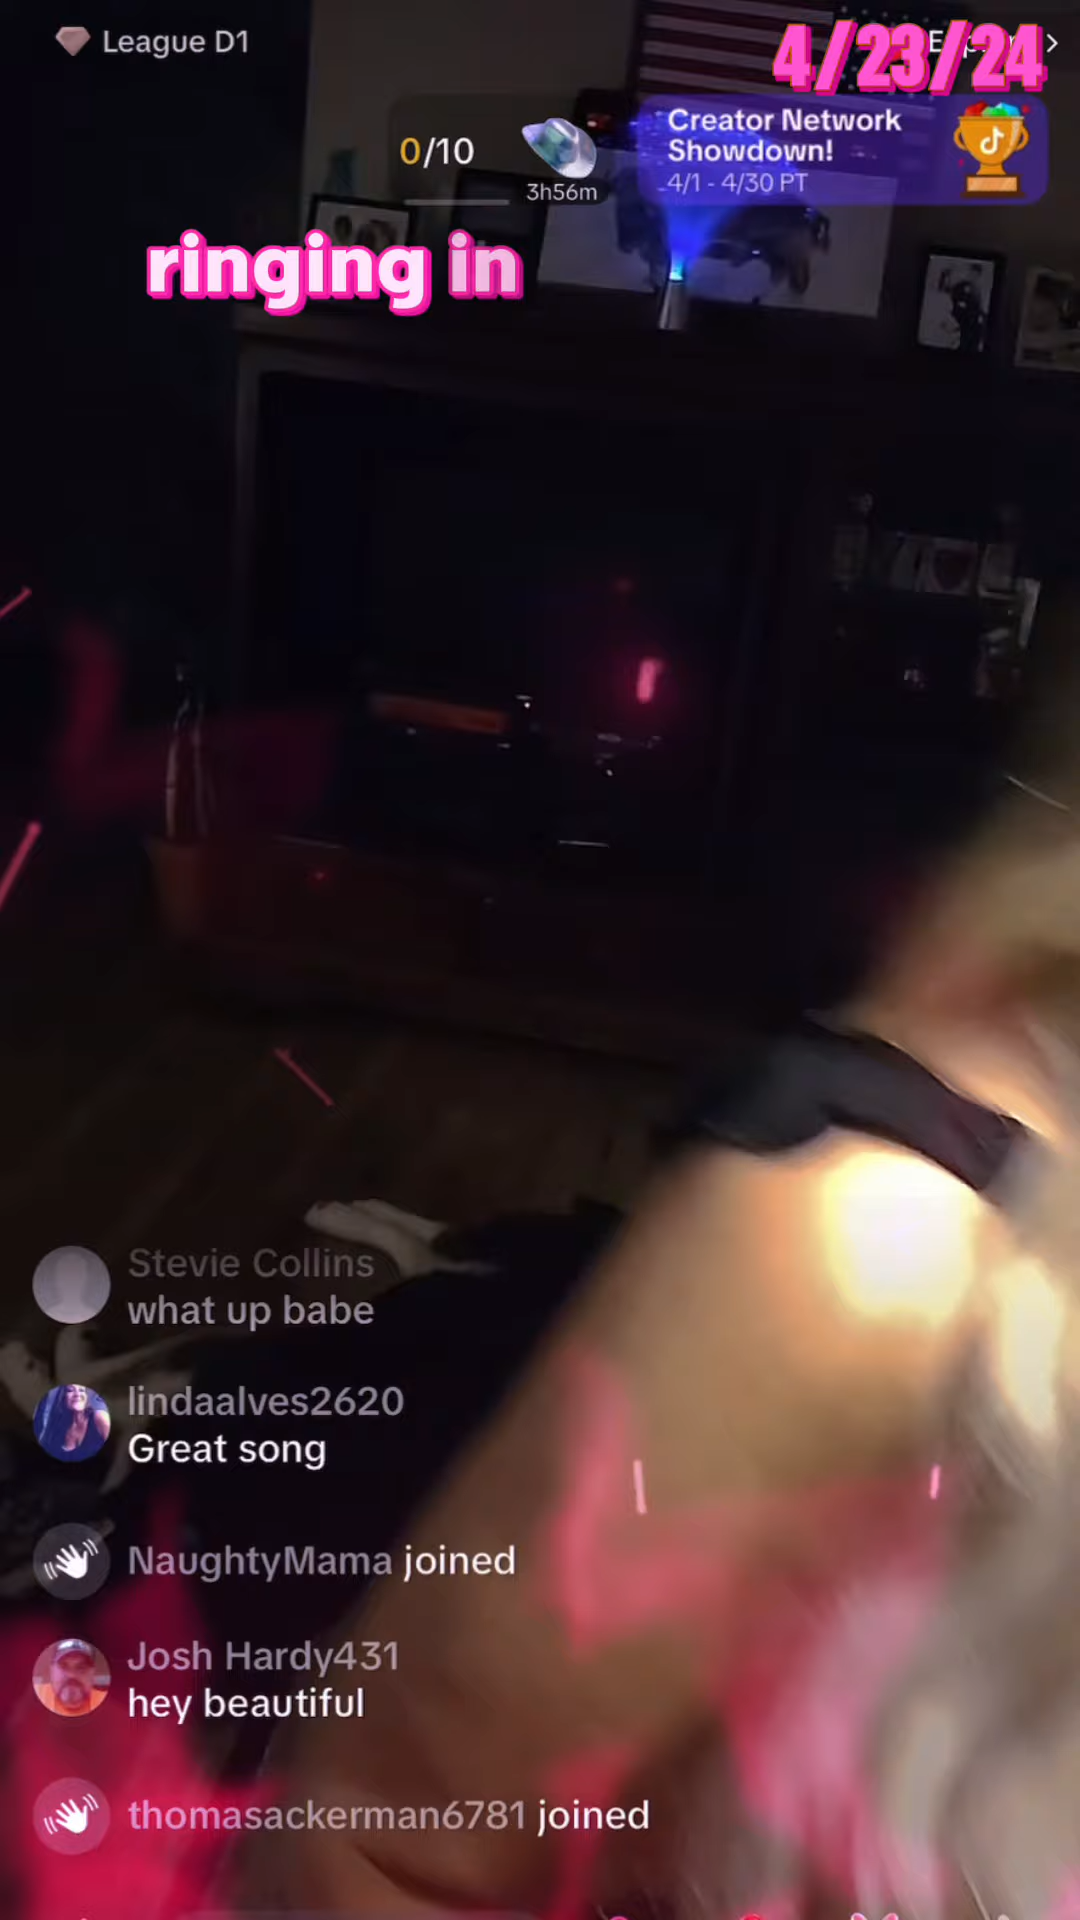 League D1
4/23/24
0/10
3h56m
Creator Network
Showdown!
4/1 - 4/30 PT
ringing in
Stevie Collins
what up babe
lindaalves2620
Great song
NaughtyMama joined
Josh Hardy431
hey beautiful
thomasackerman6781 joined